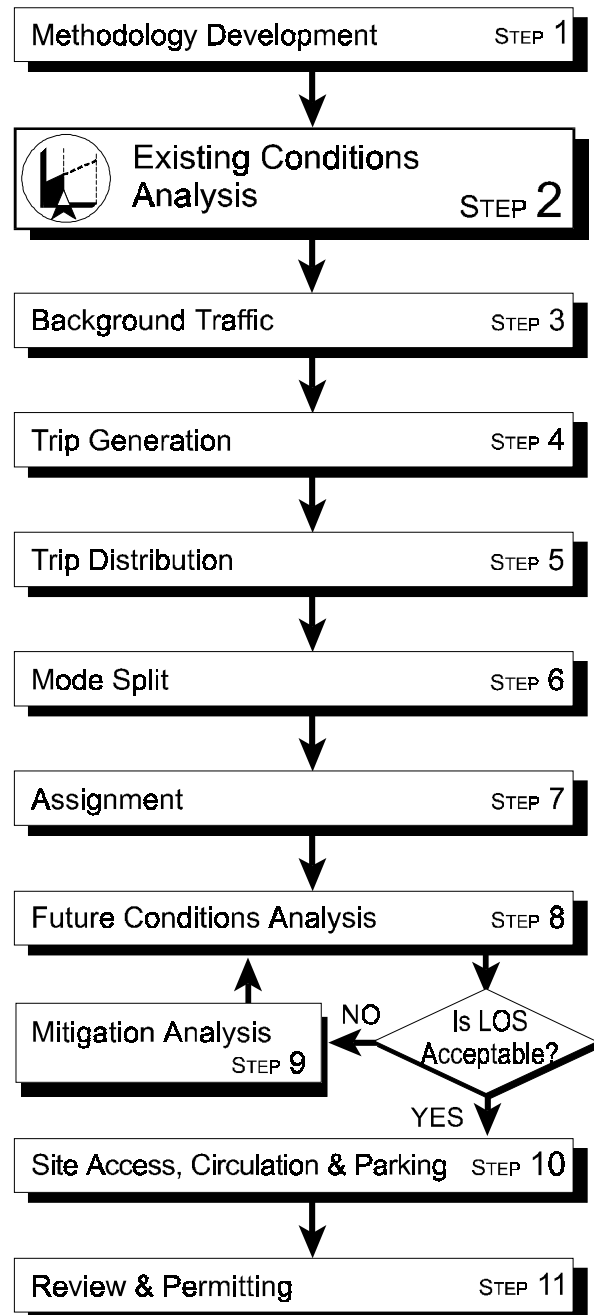 Methodology Development STEP 1
Existing Conditions
Analysis
STEP 2
Background Traffic STEP 3
Trip Generation STEP 4
Trip Distribution STEP 5
Mode Split STEP 6
Assignment STEP 7
Future Conditions Analysis STEP 8
Mitigation Analysis
STEP 9
NO
Is LOS
Acceptable?
YES
Site Access, Circulation & Parking STEP 10
Review & Permitting STEP 11